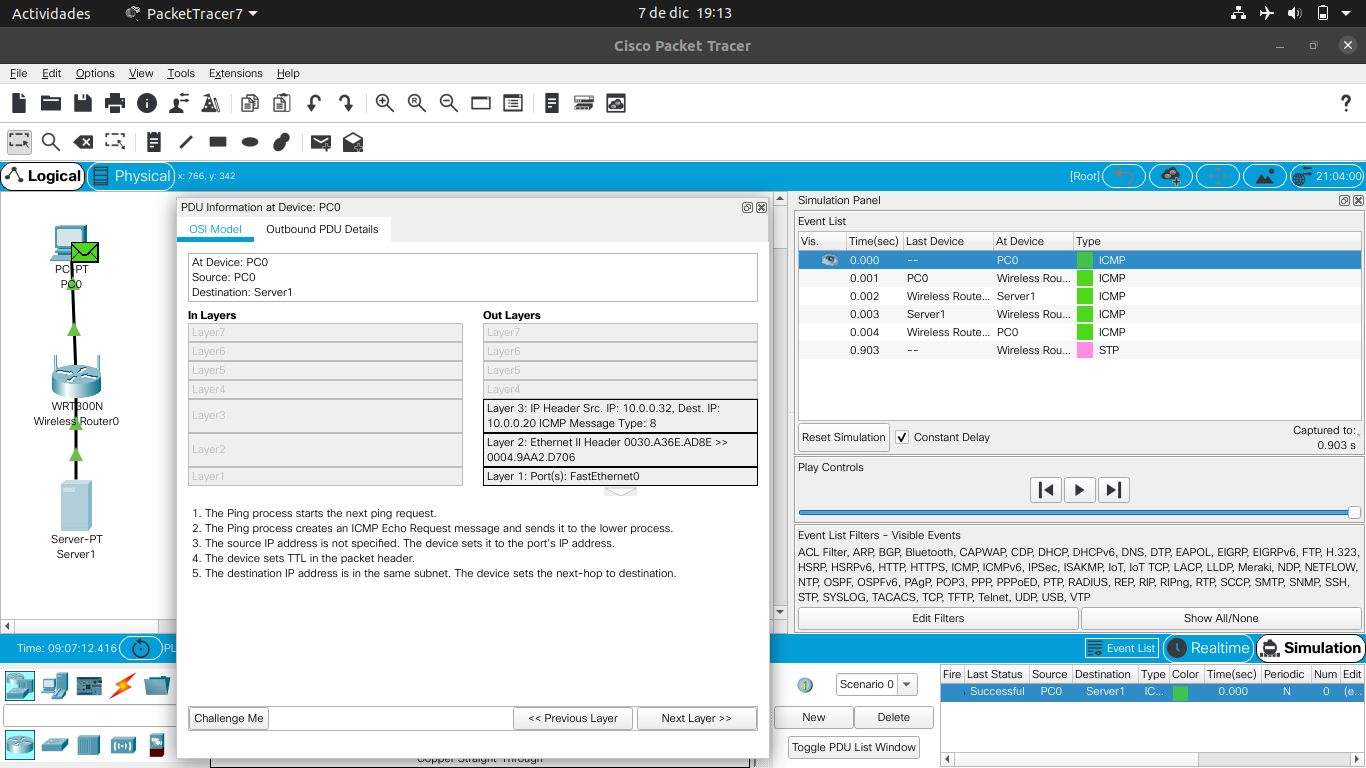 Actividades PacketTracer7 7 de dic 19:13
Cisco Packet Tracer
File Edit Options View Tools Extensions Help
Logical Physical x: 766, y: 342 [Root] 21:04:00
PC-PT
PC0
WRT300N
Wireless Router0
Server-PT
Server1
PDU Information at Device: PC0
OSI Model Outbound PDU Details
At Device: PC0
Source: PC0
Destination: Server1
In Layers Out Layers
Layer7 Layer7
Layer6 Layer6
Layer5 Layer5
Layer4 Layer4
Layer3
Layer 3: IP Header Src. IP: 10.0.0.32, Dest. IP:
10.0.0.20 ICMP Message Type: 8
Layer2
Layer 2: Ethernet II Header 0030.A36E.AD8E >>
0004.9AA2.D706
Layer1 Layer 1: Port(s): FastEthernet0
1. The Ping process starts the next ping request.
2. The Ping process creates an ICMP Echo Request message and sends it to the lower process.
3. The source IP address is not specified. The device sets it to the port's IP address.
4. The device sets TTL in the packet header.
5. The destination IP address is in the same subnet. The device sets the next-hop to destination.
Challenge Me << Previous Layer Next Layer >>
Simulation Panel
Event List
Vis. Time(sec) Last Device At Device Type
0.000 -- PC0 ICMP
0.001 PC0 Wireless Rou... ICMP
0.002 Wireless Route... Server1 ICMP
0.003 Server1 Wireless Rou... ICMP
0.004 Wireless Route... PC0 ICMP
0.903 -- Wireless Rou... STP
Reset Simulation Constant Delay Captured to:
0.903 s
Play Controls
Event List Filters - Visible Events
ACL Filter, ARP, BGP, Bluetooth, CAPWAP, CDP, DHCP, DHCPv6, DNS, DTP, EAPOL, EIGRP, EIGRPv6, FTP, H.323,
HSRP, HSRPv6, HTTP, HTTPS, ICMP, ICMPv6, IPSec, ISAKMP, IoT, IoT TCP, LACP, LLDP, Meraki, NDP, NETFLOW,
NTP, OSPF, OSPFv6, PAgP, POP3, PPP, PPPoED, PTP, RADIUS, REP, RIP, RIPng, RTP, SCCP, SMTP, SNMP, SSH,
STP, SYSLOG, TACACS, TCP, TFTP, Telnet, UDP, USB, VTP
Edit Filters Show All/None
Time: 09:07:12.416 PL Event List Realtime Simulation
Scenario 0
New Delete
Toggle PDU List Window
Fire Last Status Source Destination Type Color Time(sec) Periodic Num Edit
Successful PC0 Server1 IC... 0.000 N 0 (e...
Copper Straight-Through